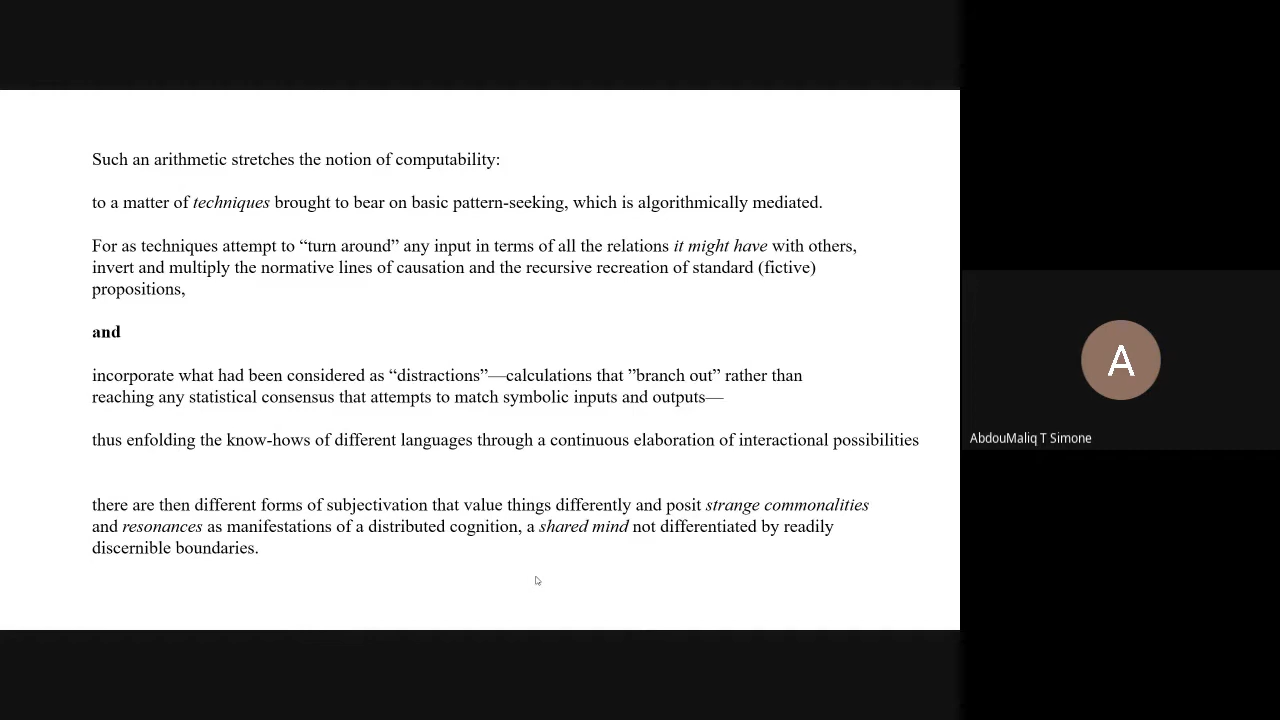 Such an arithmetic stretches the notion of computability:
to a matter of techniques brought to bear on basic pattern-seeking, which is algorithmically mediated.
For as techniques attempt to “turn around” any input in terms of all the relations it might have with others,
invert and multiply the normative lines of causation and the recursive recreation of standard (fictive)
propositions,
and
incorporate what had been considered as “distractions”—calculations that ”branch out” rather than
reaching any statistical consensus that attempts to match symbolic inputs and outputs—
thus enfolding the know-hows of different languages through a continuous elaboration of interactional possibilities
there are then different forms of subjectivation that value things differently and posit strange commonalities
and resonances as manifestations of a distributed cognition, a shared mind not differentiated by readily
discernible boundaries.
A
AbdouMaliq T Simone